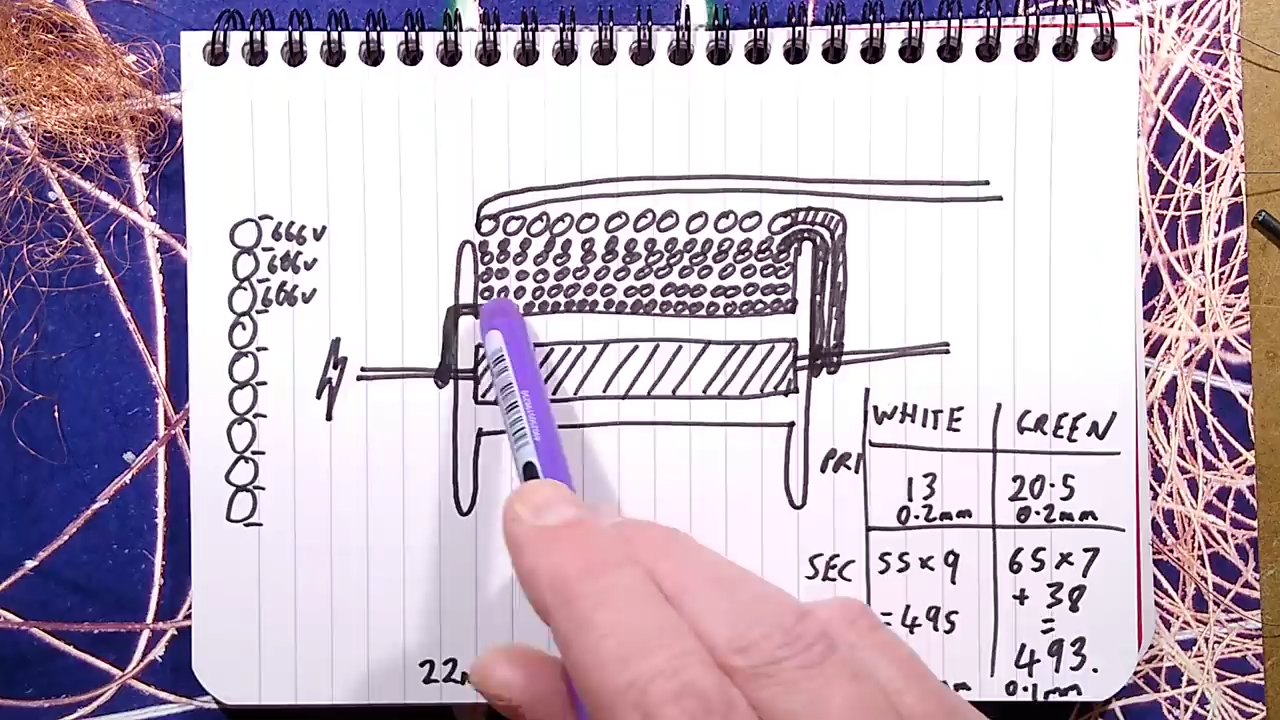 666v
666v
666v
WHITE GREEN
PRI 13 20.5
0.2mm 0.2mm
SEC 55×9 65×7
+ 38
=495 =
493.
0.1mm